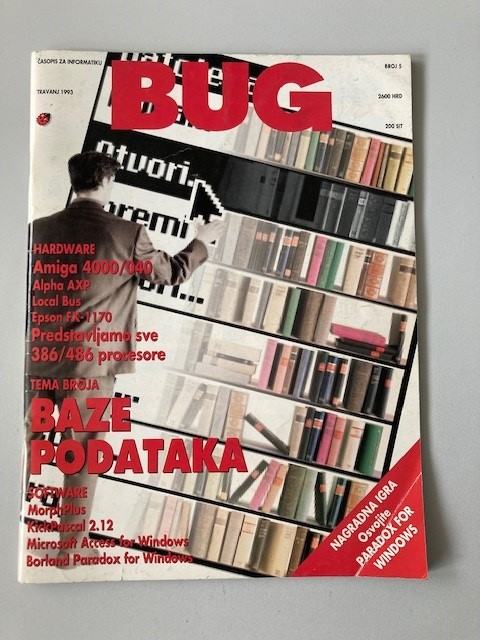 ČASOPIS ZA INFORMATIKU
BUG
BROJ 5
TRAVANJ 1993
2600 HRD
200 SIT
otvori...
premi
ori...
HARDWARE
Amiga 4000/040
Alpha AXP
Local Bus
Epson FX-1170
Predstavljamo sve
386/486 procesore
TEMA BROJA
BAZE
PODATAKA
SOFTWARE
MorphPlus
KickPascal 2.12
Microsoft Access for Windows
Borland Paradox for Windows
NAGRADNA IGRA
Osvojite
PARADOX FOR
WINDOWS